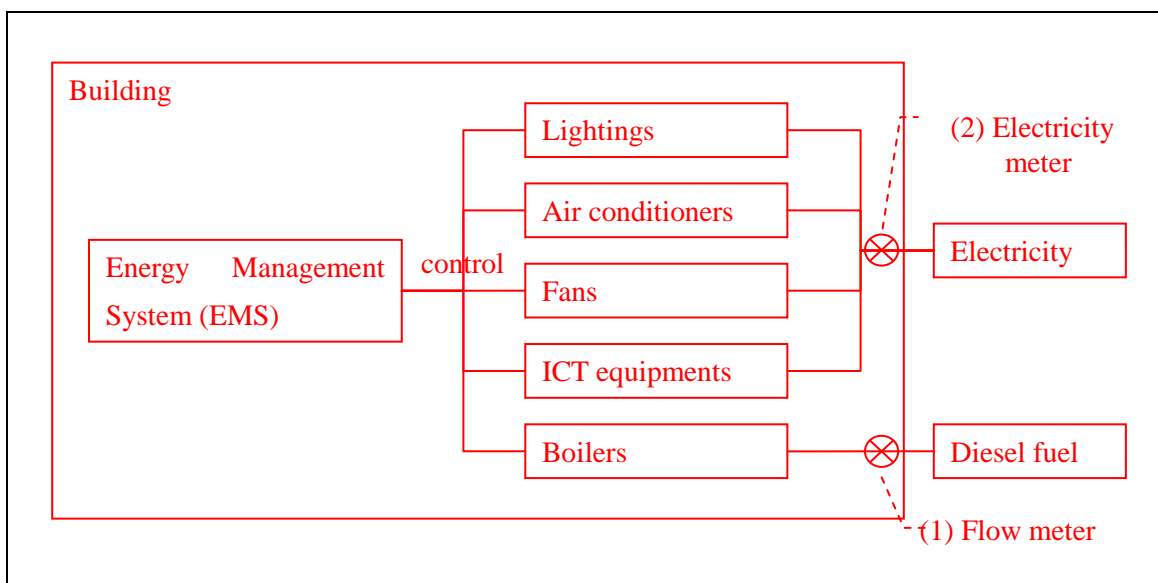 Building
Lightings
(2) Electricity
meter
Air conditioners
Energy Management
System (EMS)
control
Electricity
Fans
ICT equipments
Boilers
Diesel fuel
(1) Flow meter